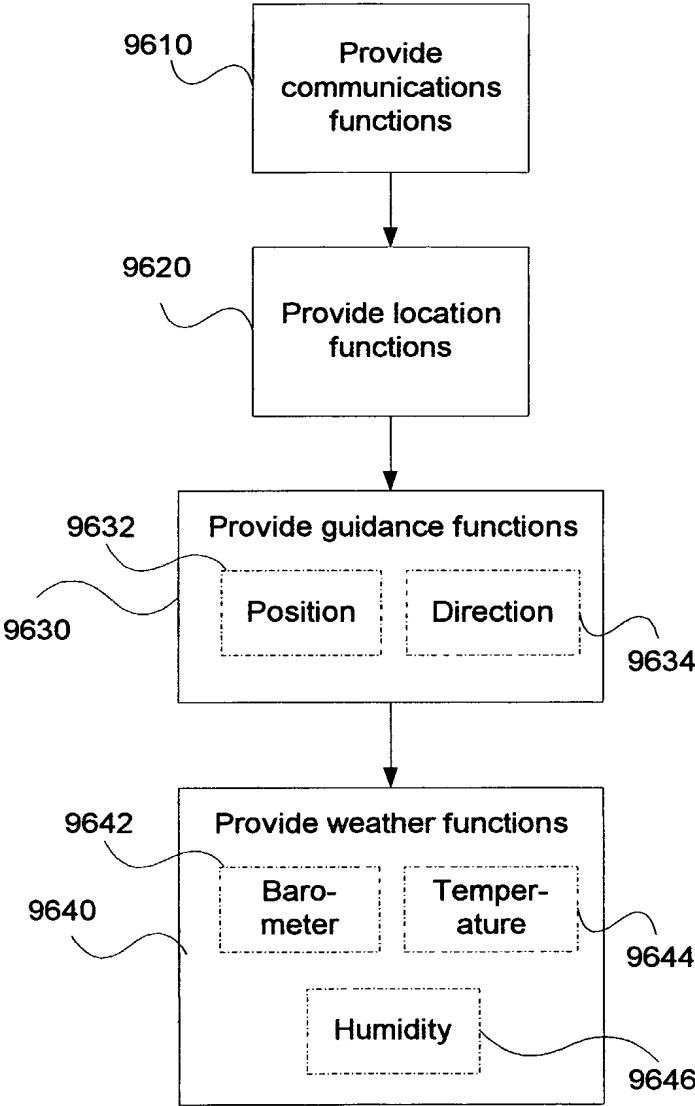 9610
Provide
communications
functions
9620
Provide location
functions
9632
Provide guidance functions
Position
Direction
9630
9634
9642
Provide weather functions
Baro-
meter
Temper-
ature
9640
9644
Humidity
9646